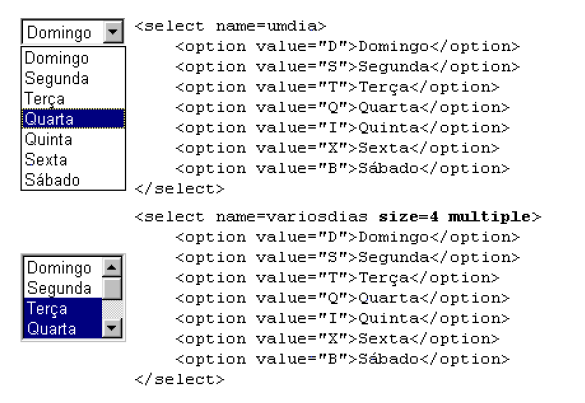 Domingo
Domingo
Segunda
Terça
Quarta
Quinta
Sexta
Sábado
<select name=umdia>
<option value="D">Domingo</option>
<option value="S">Segunda</option>
<option value="T">Terça</option>
<option value="Q">Quarta</option>
<option value="I">Quinta</option>
<option value="X">Sexta</option>
<option value="B">Sábado</option>
</select>
Domingo
Segunda
Terça
Quarta
<select name=variosdias size=4 multiple>
<option value="D">Domingo</option>
<option value="S">Segunda</option>
<option value="T">Terça</option>
<option value="Q">Quarta</option>
<option value="I">Quinta</option>
<option value="X">Sexta</option>
<option value="B">Sábado</option>
</select>